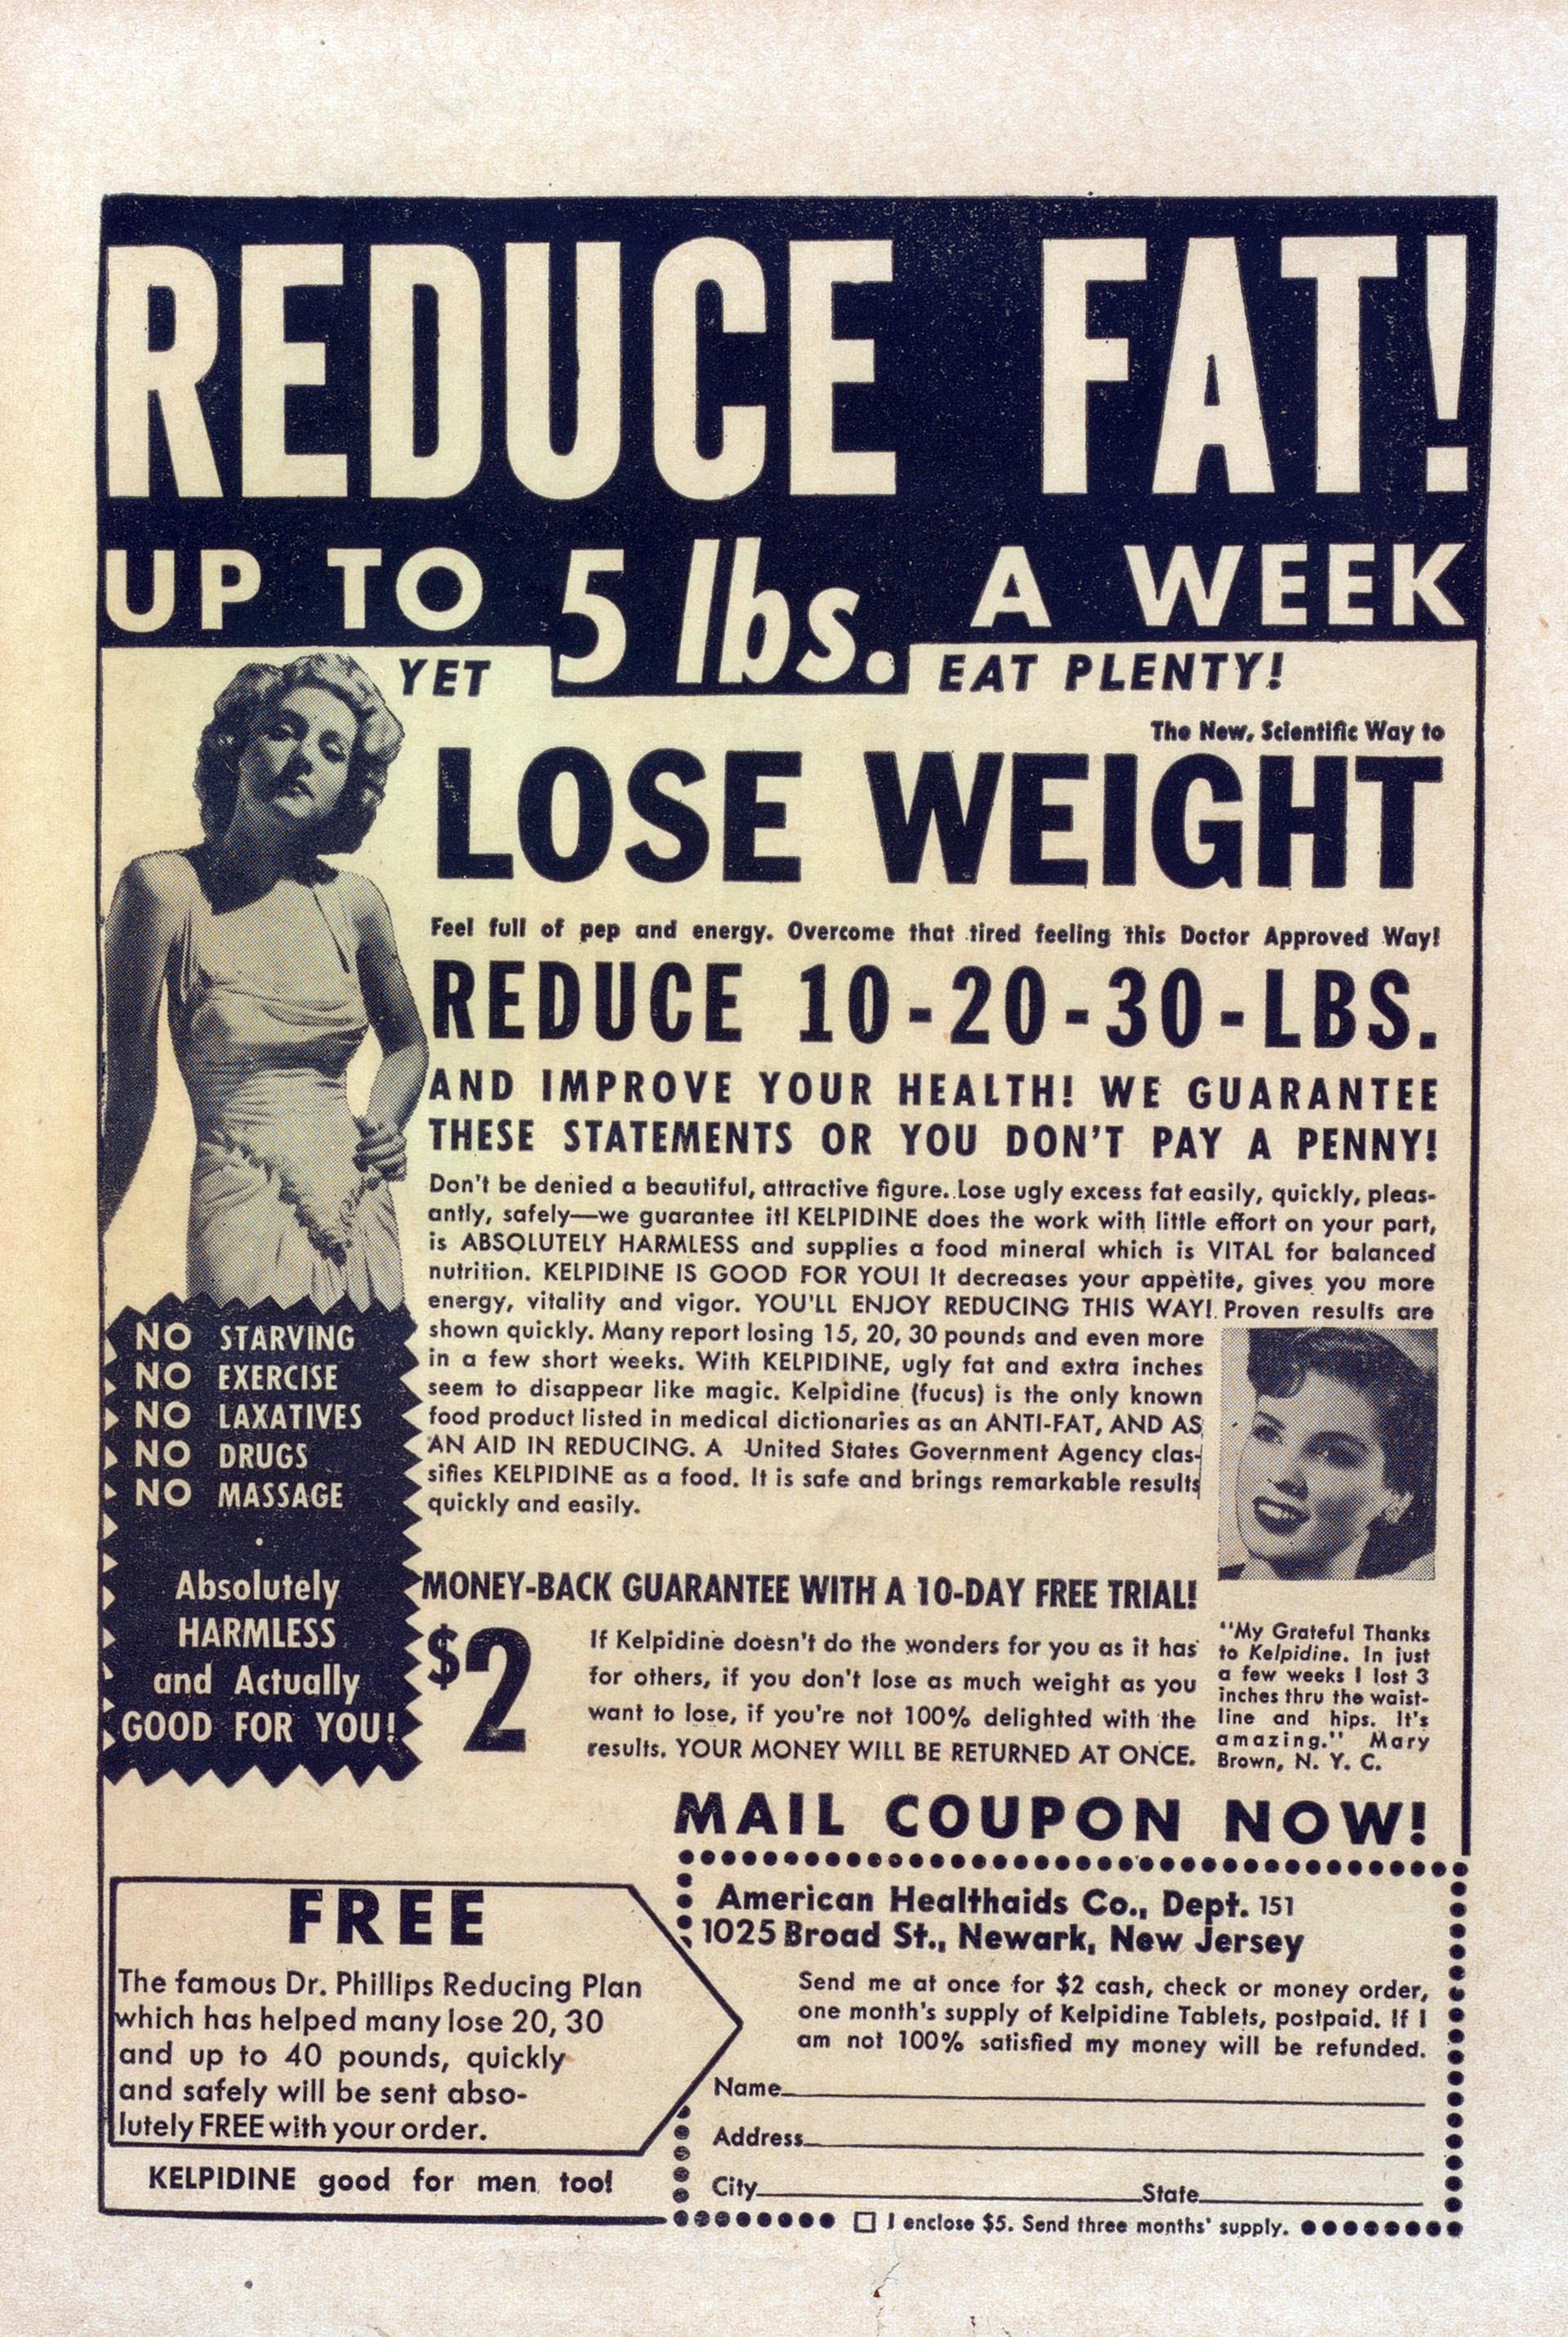 REDUCE FAT!
UP TO 5 lbs. A WEEK
YET EAT PLENTY!
The New, Scientific Way to
LOSE WEIGHT
Feel full of pep and energy. Overcome that tired feeling this Doctor Approved Way!
REDUCE 10-20-30-LBS.
AND IMPROVE YOUR HEALTH! WE GUARANTEE
THESE STATEMENTS OR YOU DON'T PAY A PENNY!
Don't be denied a beautiful, attractive figure. Lose ugly excess fat easily, quickly, pleas-
antly, safely—we guarantee it! KELPIDINE does the work with little effort on your part,
is ABSOLUTELY HARMLESS and supplies a food mineral which is VITAL for balanced
nutrition. KELPIDINE IS GOOD FOR YOU! It decreases your appetite, gives you more
energy, vitality and vigor. YOU'LL ENJOY REDUCING THIS WAY! Proven results are
shown quickly. Many report losing 15, 20, 30 pounds and even more
in a few short weeks. With KELPIDINE, ugly fat and extra inches
seem to disappear like magic. Kelpidine (fucus) is the only known
food product listed in medical dictionaries as an ANTI-FAT, AND AS
AN AID IN REDUCING. A United States Government Agency clas-
sifies KELPIDINE as a food. It is safe and brings remarkable results
quickly and easily.
NO STARVING
NO EXERCISE
NO LAXATIVES
NO DRUGS
NO MASSAGE
Absolutely
HARMLESS
and Actually
GOOD FOR YOU!
MONEY-BACK GUARANTEE WITH A 10-DAY FREE TRIAL!
$2
If Kelpidine doesn't do the wonders for you as it has
for others, if you don't lose as much weight as you
want to lose, if you're not 100% delighted with the
results. YOUR MONEY WILL BE RETURNED AT ONCE.
"My Grateful Thanks
to Kelpidine. In just
a few weeks I lost 3
inches thru the waist-
line and hips. It's
amazing." Mary
Brown, N. Y. C.
MAIL COUPON NOW!
FREE
The famous Dr. Phillips Reducing Plan
which has helped many lose 20, 30
and up to 40 pounds, quickly
and safely will be sent abso-
lutely FREE with your order.
KELPIDINE good for men too!
American Healthaids Co., Dept. 151
1025 Broad St., Newark, New Jersey
Send me at once for $2 cash, check or money order,
one month's supply of Kelpidine Tablets, postpaid. If I
am not 100% satisfied my money will be refunded.
Name
Address
City State
I enclose $5. Send three months' supply.